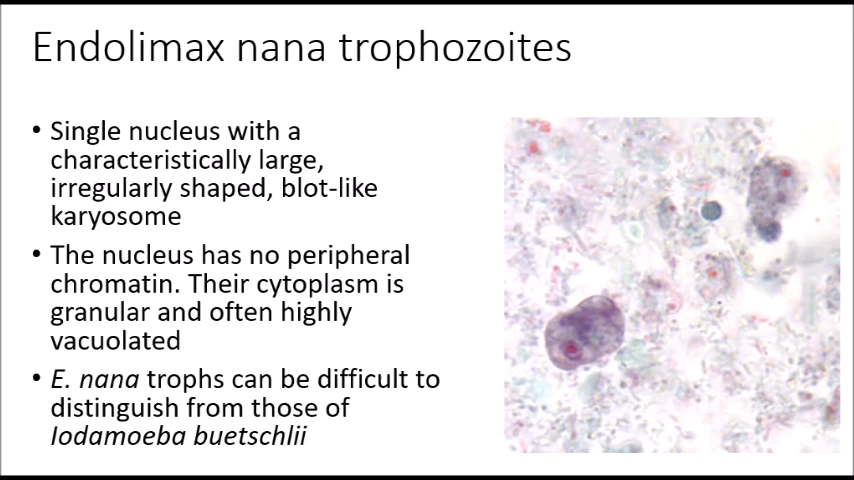 Endolimax nana trophozoites
• Single nucleus with a
characteristically large,
irregularly shaped, blot-like
karyosome
• The nucleus has no peripheral
chromatin. Their cytoplasm is
granular and often highly
vacuolated
• E. nana trophs can be difficult to
distinguish from those of
Iodamoeba buetschlii